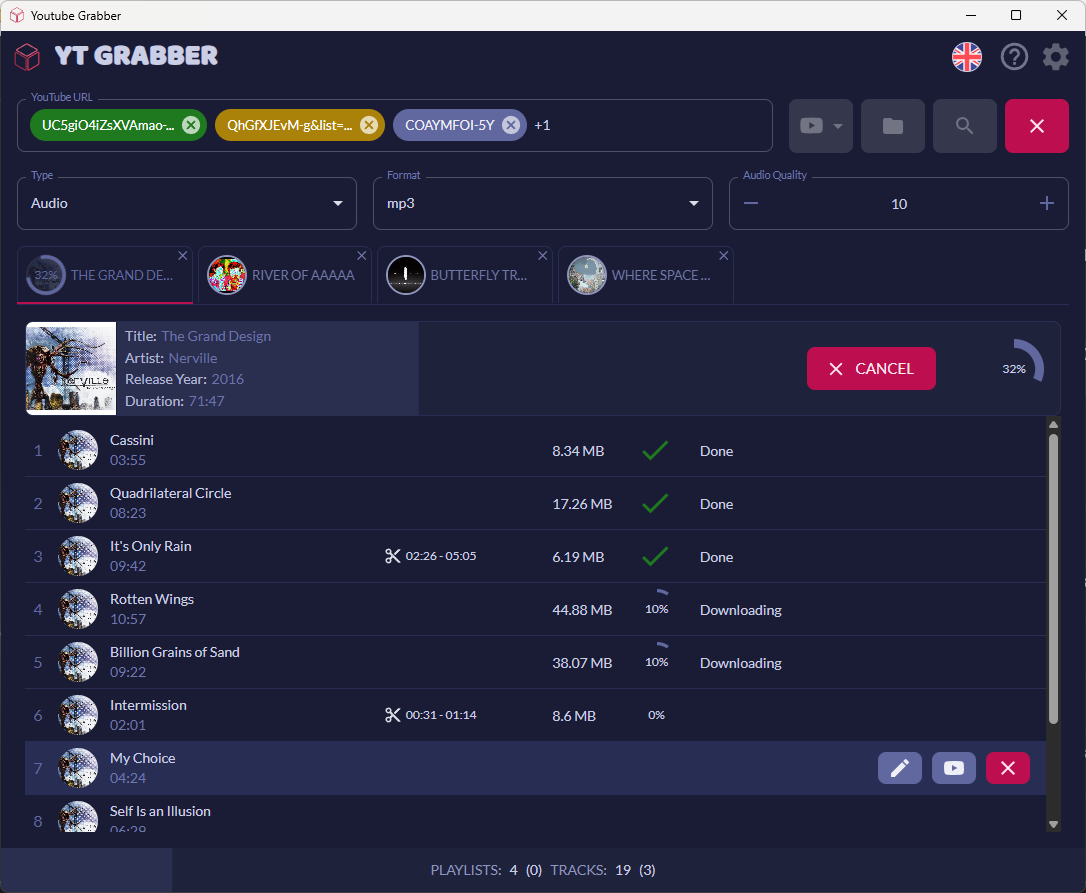 Youtube Grabber
YT GRABBER
YouTube URL
UC5giO4iZsXVAmao-... QhGfXJEvM-g&list=... COAYMFOI-5Y +1
Type Format Audio Quality
Audio mp3 10
32% THE GRAND DE... RIVER OF AAAAA BUTTERFLY TR... WHERE SPACE ...
Title: The Grand Design
Artist: Nerville
Release Year: 2016
Duration: 71:47
CANCEL
32%
1 Cassini 8.34 MB Done
03:55
2 Quadrilateral Circle 17.26 MB Done
08:23
3 It's Only Rain 02:26 - 05:05 6.19 MB Done
09:42
4 Rotten Wings 44.88 MB 10% Downloading
10:57
5 Billion Grains of Sand 38.07 MB 10% Downloading
09:22
6 Intermission 00:31 - 01:14 8.6 MB 0%
02:01
7 My Choice
04:24
8 Self Is an Illusion
06:29
PLAYLISTS: 4 (0) TRACKS: 19 (3)